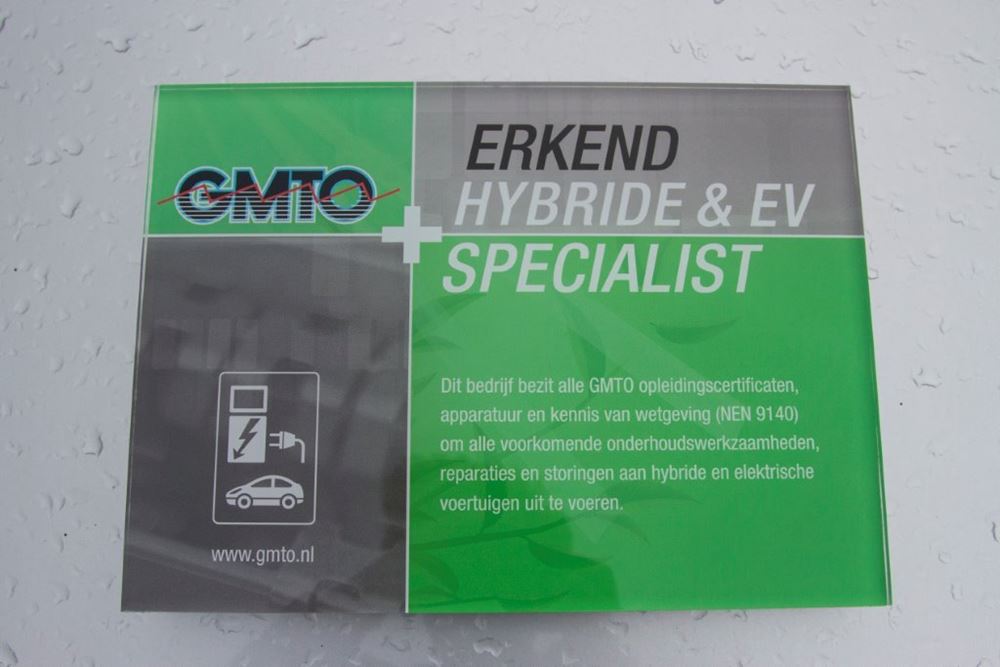 GMTO
ERKEND
HYBRIDE & EV
SPECIALIST
Dit bedrijf bezit alle GMTO opleidingscertificaten,
apparatuur en kennis van wetgeving (NEN 9140)
om alle voorkomende onderhoudswerkzaamheden,
reparaties en storingen aan hybride en elektrische
voertuigen uit te voeren.
www.gmto.nl